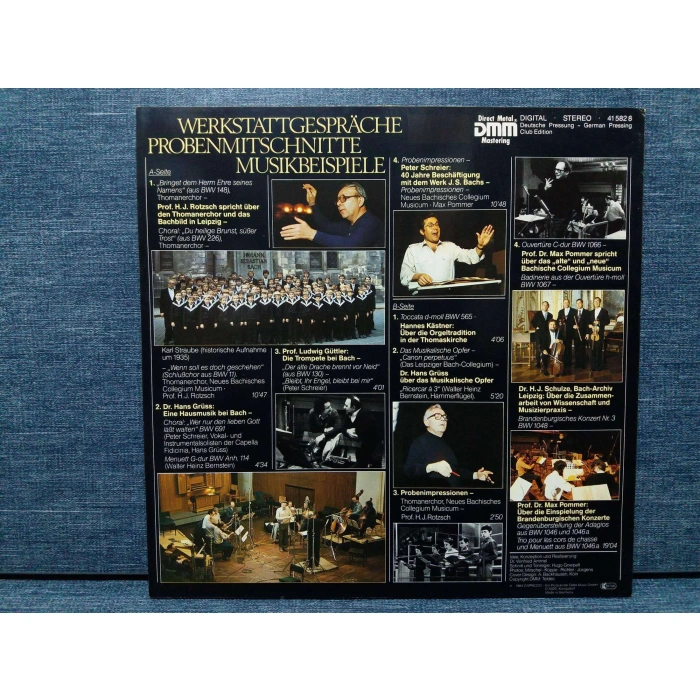 WERKSTATTGESPRÄCHE
PROBENMITSCHNITTE
MUSIKBEISPIELE
Direct Metal
DMM
Mastering
DIGITAL · STEREO · 41 582 8
Deutsche Pressung – German Pressing
Club Edition
A-Seite
1. „Bringet dem Herrn Ehre seines
Namens" (aus BWV 148),
Thomanerchor –
Prof. H. J. Rotzsch spricht über
den Thomanerchor und das
Bachbild in Leipzig –
Choral: „Du heilige Brunst, süßer
Trost" (aus BWV 226),
Thomanerchor –
JOHANN
SEBASTIAN
BACH
Karl Straube (historische Aufnahme
um 1935)
– „Wenn soll es doch geschehen"
(Schlußchor aus BWV 11),
Thomanerchor, Neues Bachisches
Collegium Musicum ·
Prof. H. J. Rotzsch 10'47
2. Dr. Hans Grüss:
Eine Hausmusik bei Bach –
Choral: „Wer nur den lieben Gott
läßt walten" BWV 691
(Peter Schreier, Vokal- und
Instrumentalsolisten der Capella
Fidicinia, Hans Grüss)
Menuett G-dur BWV Anh. 114
(Walter Heinz Bernstein) 4'34
3. Prof. Ludwig Güttler:
Die Trompete bei Bach –
„Der alte Drache brennt vor Neid"
(aus BWV 130) –
„Bleibt, ihr Engel, bleibt bei mir"
(Peter Schreier) 4'01
4. Probenimpressionen –
Peter Schreier:
40 Jahre Beschäftigung
mit dem Werk J. S. Bachs –
Probenimpressionen –
Neues Bachisches Collegium
Musicum · Max Pommer 10'48
B-Seite
1. Toccata d-moll BWV 565 ·
Hannes Kästner:
Über die Orgeltradition
in der Thomaskirche 4'06
2. Das Musikalische Opfer –
„Canon perpetuus"
(Das Leipziger Bach-Collegium) –
Dr. Hans Grüss
über das Musikalische Opfer
„Ricercar à 3" (Walter Heinz
Bernstein, Hammerflügel). 5'20
3. Probenimpressionen –
Thomanerchor, Neues Bachisches
Collegium Musicum –
Prof. H. J. Rotzsch 2'50
4. Ouvertüre C-dur BWV 1066 –
Prof. Dr. Max Pommer spricht
über das „alte" und „neue"
Bachische Collegium Musicum
Badinerie aus der Ouvertüre h-moll
BWV 1067 –
Dr. H.-J. Schulze, Bach-Archiv
Leipzig: Über die Zusammen-
arbeit von Wissenschaft und
Musizierpraxis –
Brandenburgisches Konzert Nr. 3
BWV 1048 –
Prof. Dr. Max Pommer:
Über die Einspielung der
Brandenburgischen Konzerte
Gegenüberstellung der Adagios
aus BWV 1046 und 1046a
Trio pour les cors de chasse
und Menuett aus BWV 1046a 19'04